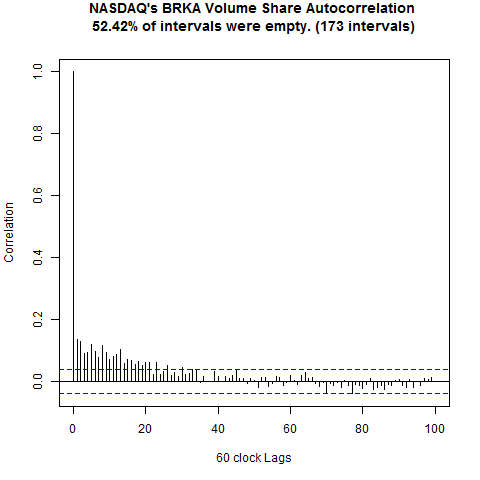 NASDAQ's BRKA Volume Share Autocorrelation
52.42% of intervals were empty. (173 intervals)
Correlation
1.0
0.8
0.6
0.4
0.2
0.0
0 20 40 60 80 100
60 clock Lags